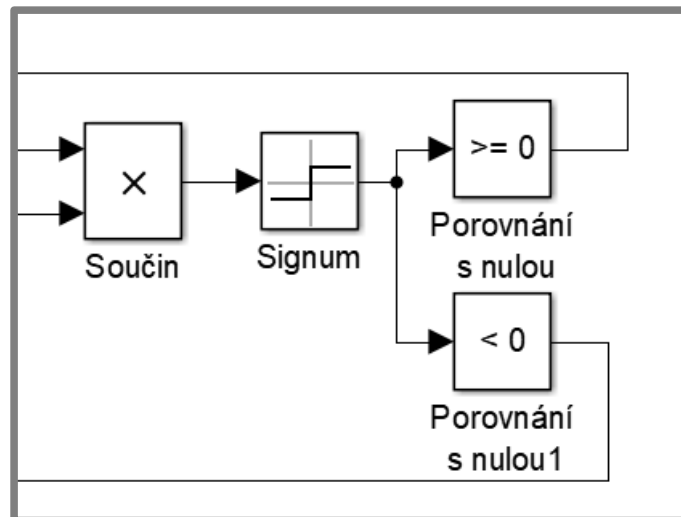 ×
Součin
Signum
>= 0
Porovnání
s nulou
< 0
Porovnání
s nulou1